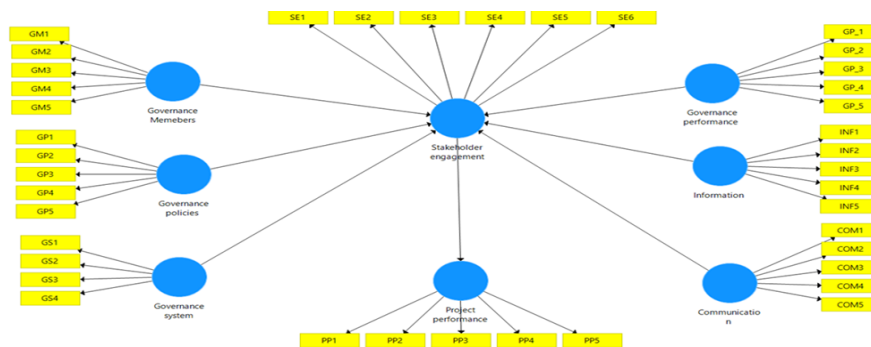 SE1
SE2
SE3
SE4
SE5
SE6
GM1
GM2
GM3
GM4
GM5
Governance
Memebers
GP1
GP2
GP3
GP4
GP5
Governance
policies
GS1
GS2
GS3
GS4
Governance
system
Stakeholder
engagement
Project
performance
PP1
PP2
PP3
PP4
PP5
Governance
performance
GP_1
GP_2
GP_3
GP_4
GP_5
Information
INF1
INF2
INF3
INF4
INF5
Communicatio
n
COM1
COM2
COM3
COM4
COM5